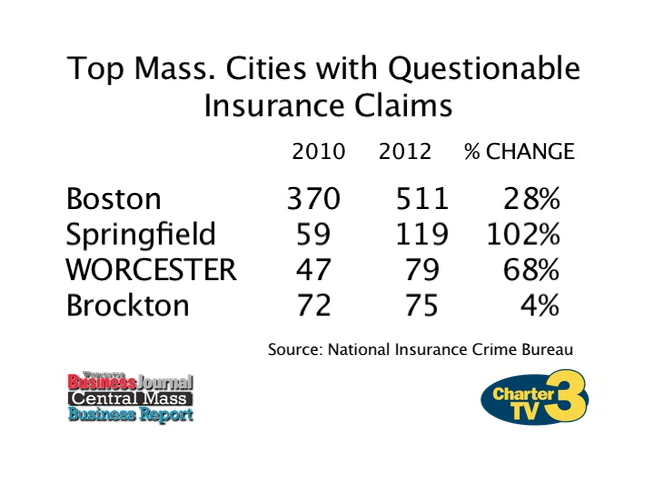 Top Mass. Cities with Questionable
Insurance Claims
2010 2012 % CHANGE
Boston 370 511 28%
Springfield 59 119 102%
WORCESTER 47 79 68%
Brockton 72 75 4%
Source: National Insurance Crime Bureau
WORCESTER
BusinessJournal
Central Mass
Business Report
Charter
TV 3